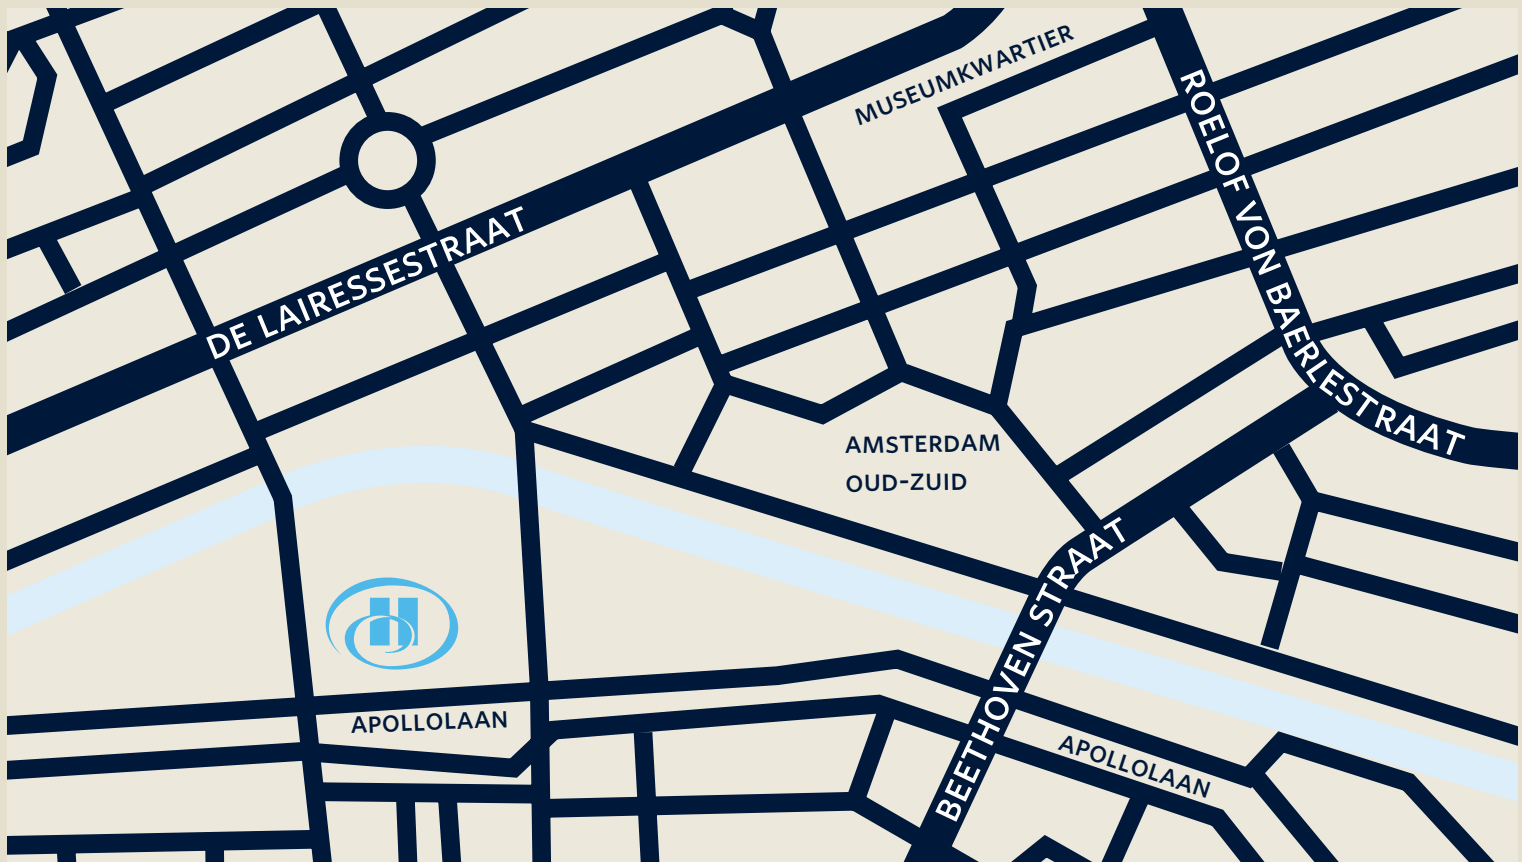 MUSEUMKWARTIER
ROELOF VON BAERLESTRAAT
DE LAIRESSESTRAAT
AMSTERDAM
OUD-ZUID
BEETHOVEN STRAAT
APOLLOLAAN
APOLLOLAAN